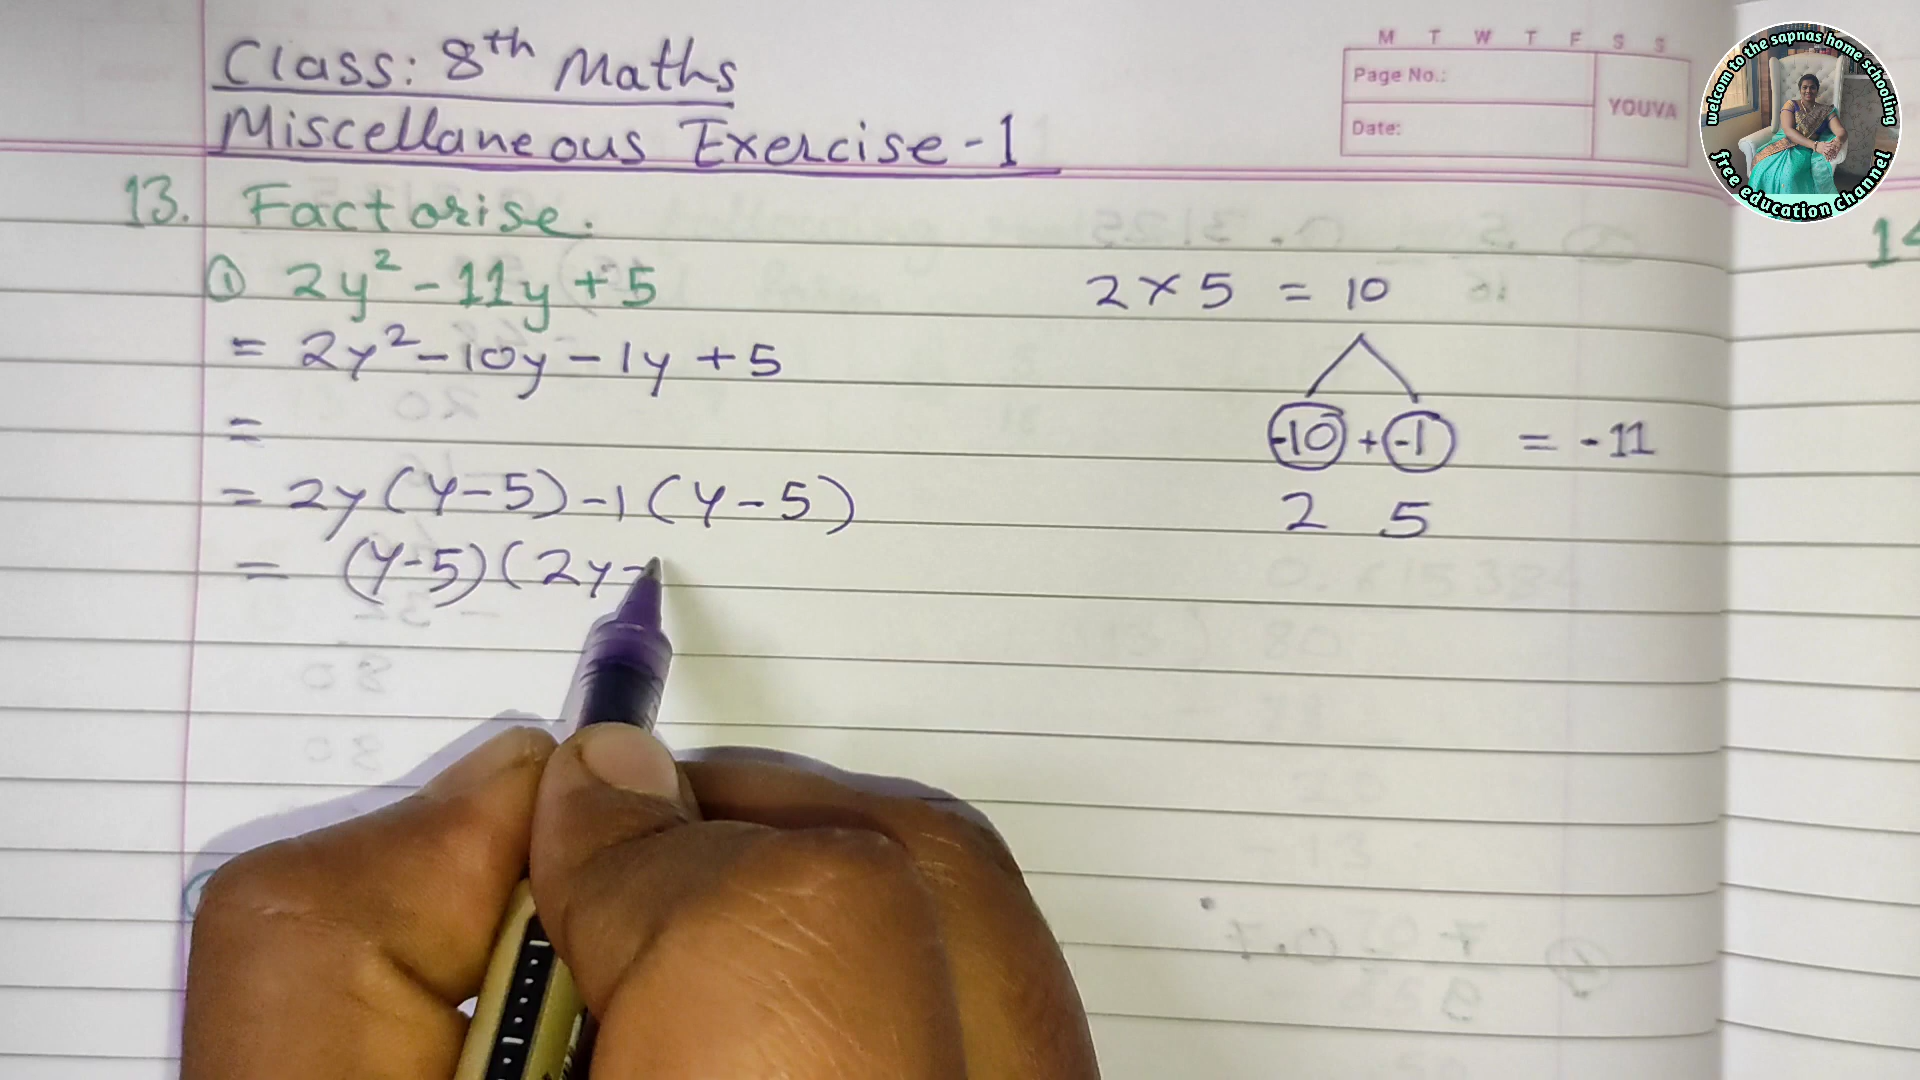 Class: 8th Maths
Miscellaneous Exercise - 1
M T W T F S S
Page No.:
Date:
YOUVA
welcom to the sapnas home schooling
free education channel
13. Factorise.
① 2y² - 11y + 5
= 2y² - 10y - 1y + 5
=
= 2y (y - 5) - 1 (y - 5)
= (y - 5) (2y -
2 × 5 = 10
-10 + -1 = -11
2 5